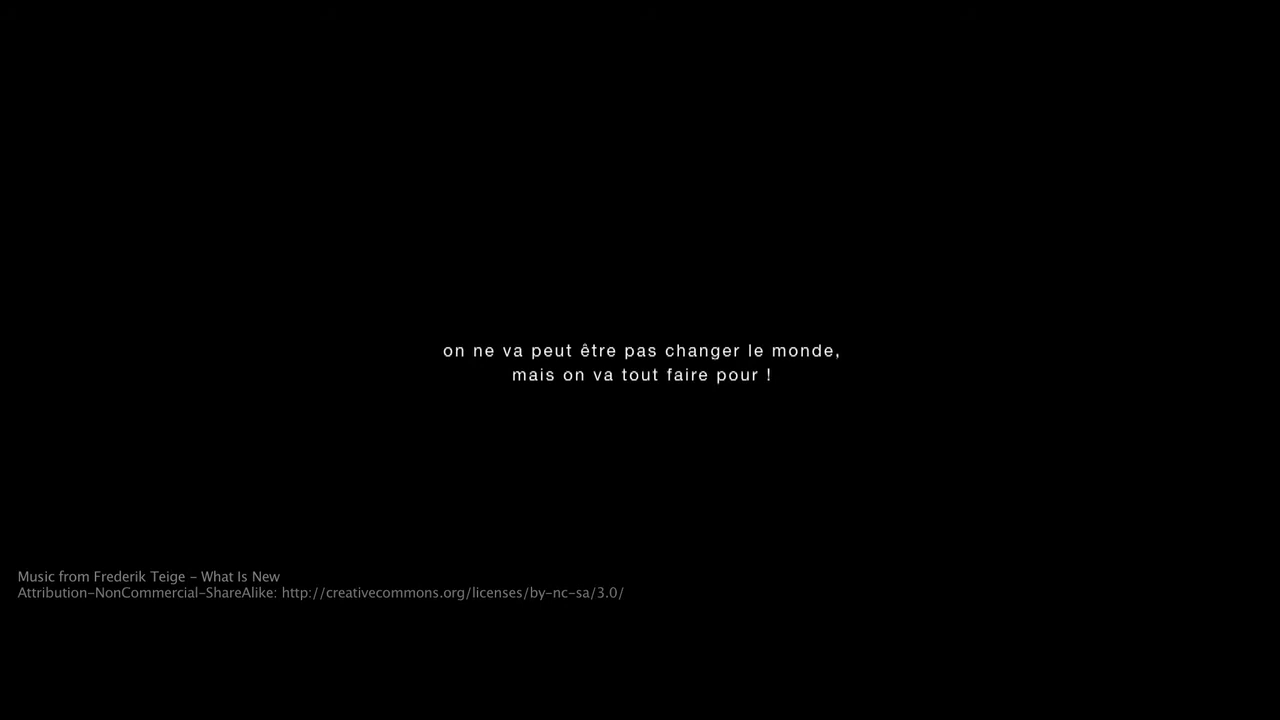 on ne va peut être pas changer le monde,
mais on va tout faire pour !
Music from Frederik Teige – What Is New
Attribution–NonCommercial–ShareAlike: http://creativecommons.org/licenses/by-nc-sa/3.0/